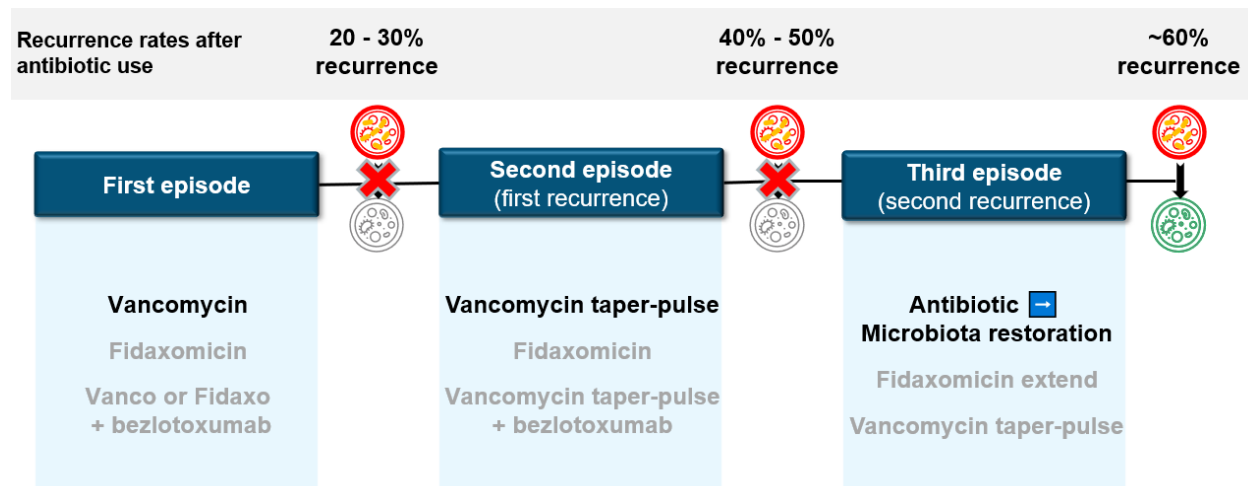 Recurrence rates after
antibiotic use
20 - 30%
recurrence
40% - 50%
recurrence
~60%
recurrence
First episode
Second episode
(first recurrence)
Third episode
(second recurrence)
Vancomycin
Fidaxomicin
Vanco or Fidaxo
+ bezlotoxumab
Vancomycin taper-pulse
Fidaxomicin
Vancomycin taper-pulse
+ bezlotoxumab
Antibiotic ➡
Microbiota restoration
Fidaxomicin extend
Vancomycin taper-pulse